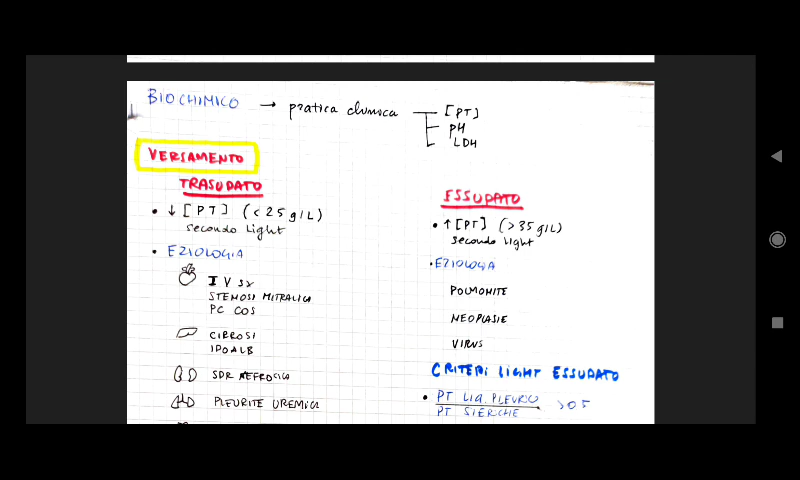 BIOCHIMICO → pratica clinica
[PT]
PH
LDH
VERSAMENTO
TRASUDATO
• ↓ [PT] (<25 g/L)
secondo Light
• EZIOLOGIA
I V sx
STENOSI MITRALICA
PC COS
CIRROSI
IPOALB
SDR NEFROSICA
PLEURITE UREMICA
ESSUDATO
• ↑ [PT] (>35 g/L)
secondo light
• EZIOLOGIA
POLMONITE
NEOPLASIE
VIRUS
CRITERI LIGHT ESSUDATO
• PT LIQ. PLEURICO
PT SIERICHE
>0 5